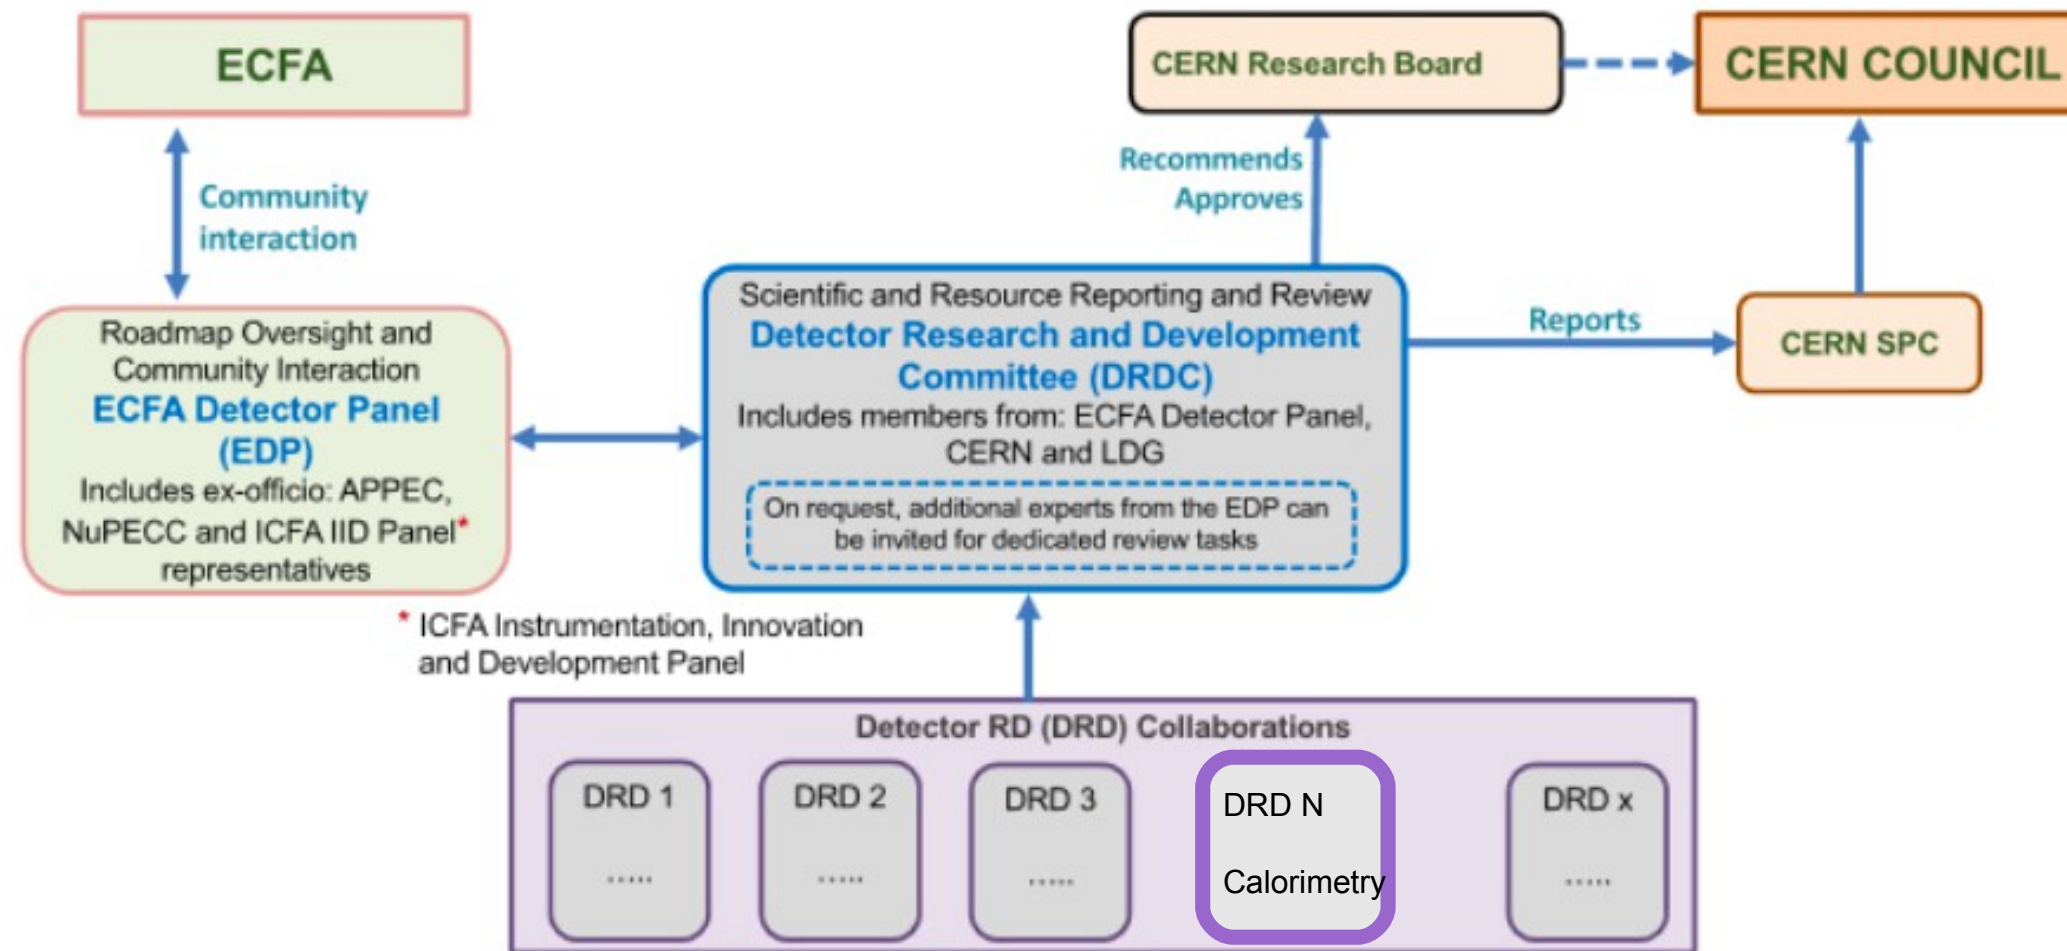 ECFA
CERN Research Board
CERN COUNCIL
Community
interaction
Recommends
Approves
Roadmap Oversight and
Community Interaction
ECFA Detector Panel
(EDP)
Includes ex-officio: APPEC,
NuPECC and ICFA IID Panel*
representatives
Scientific and Resource Reporting and Review
Detector Research and Development
Committee (DRDC)
Includes members from: ECFA Detector Panel,
CERN and LDG
On request, additional experts from the EDP can
be invited for dedicated review tasks
Reports
CERN SPC
* ICFA Instrumentation, Innovation
and Development Panel
Detector RD (DRD) Collaborations
DRD 1
.....
DRD 2
.....
DRD 3
.....
DRD N
Calorimetry
DRD x
.....